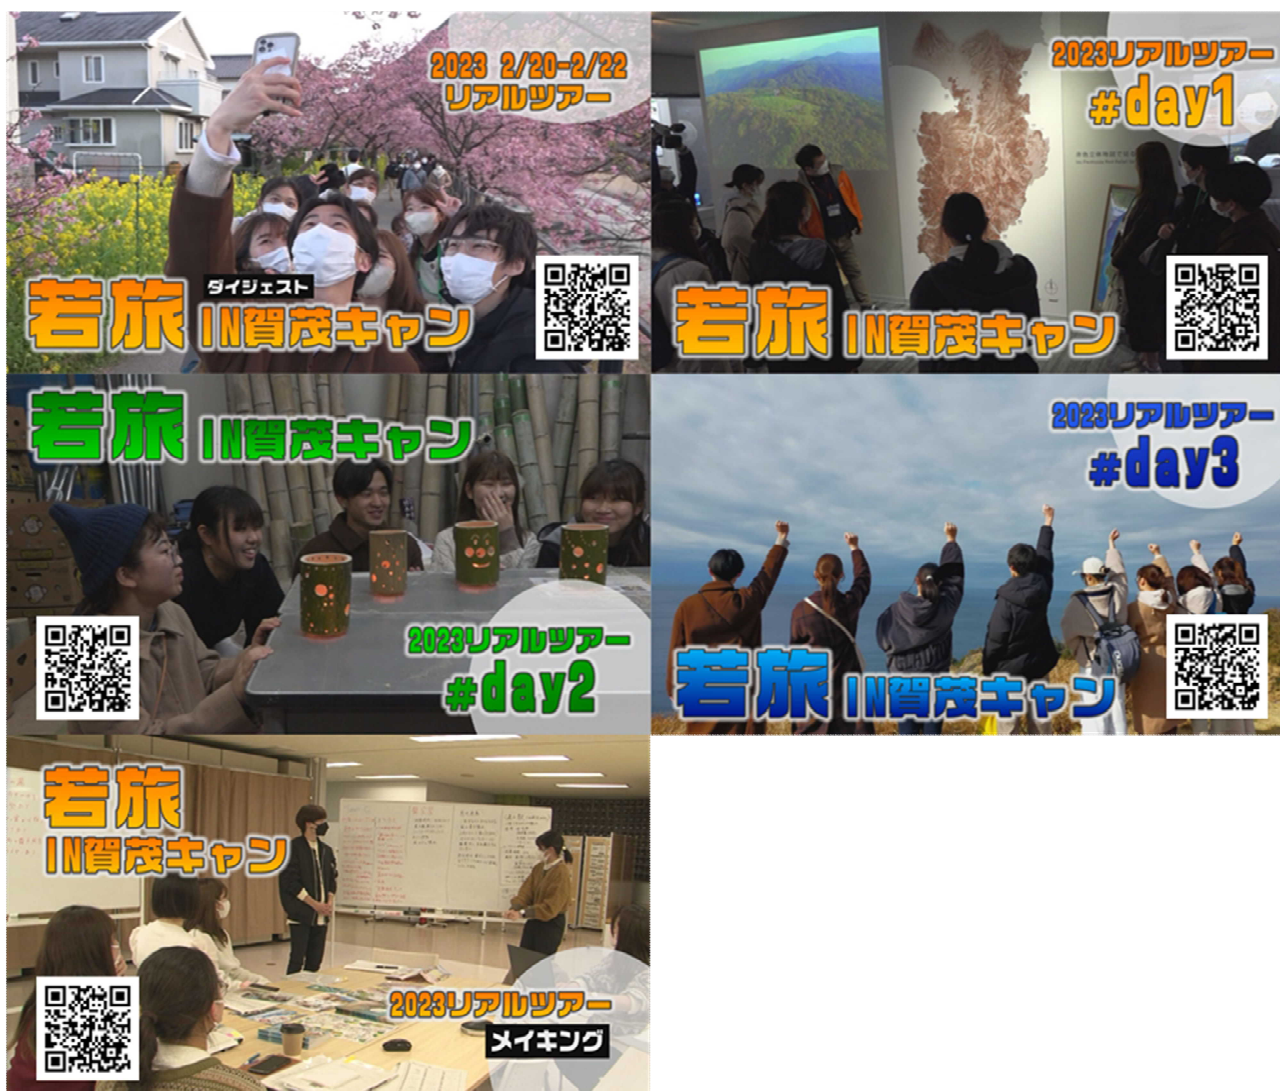 2023 2/20-2/22
リアルツアー
ダイジェスト
若旅 IN賀茂キャン
2023リアルツアー
#day1
若旅 IN賀茂キャン
若旅 IN賀茂キャン
2023リアルツアー
#day2
2023リアルツアー
#day3
若旅 IN賀茂キャン
若旅
IN賀茂キャン
2023リアルツアー
メイキング